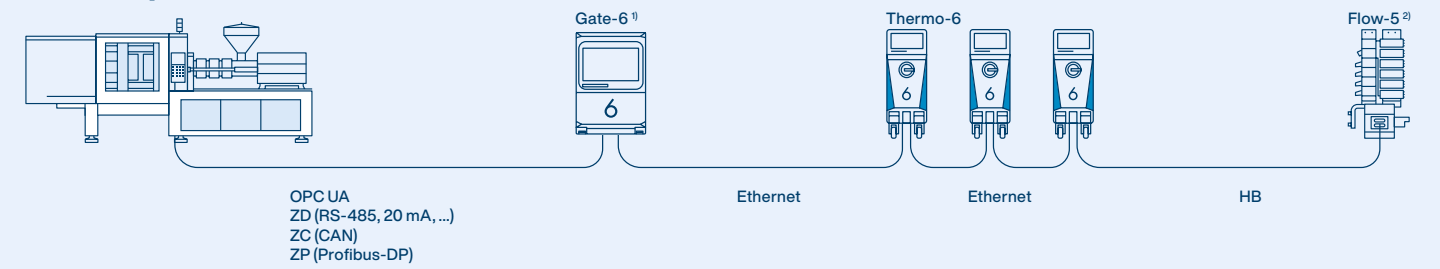 Gate-6 1)
Thermo-6
Flow-5 2)
6
6
6
6
OPC UA
ZD (RS-485, 20 mA, ...)
ZC (CAN)
ZP (Profibus-DP)
Ethernet
Ethernet
HB